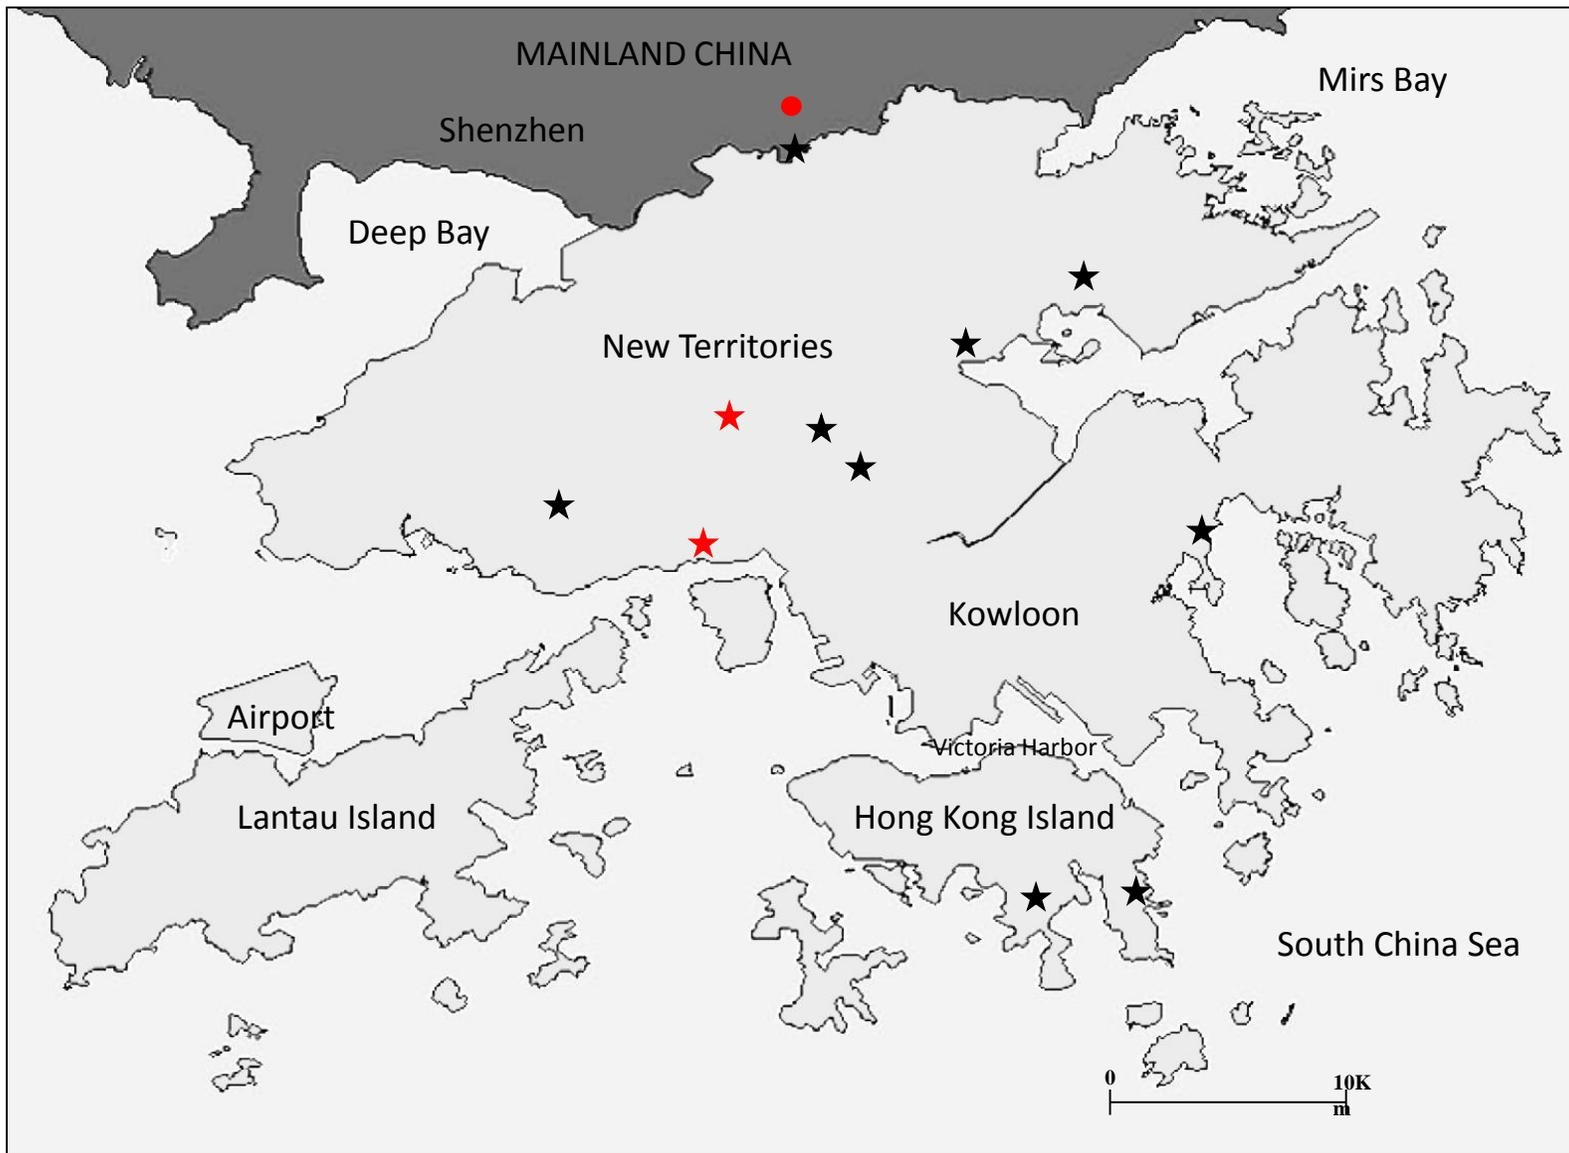 MAINLAND CHINA
Mirs Bay
Shenzhen
Deep Bay
New Territories
Kowloon
Airport
Victoria Harbor
Lantau Island
Hong Kong Island
South China Sea
0
10K
m